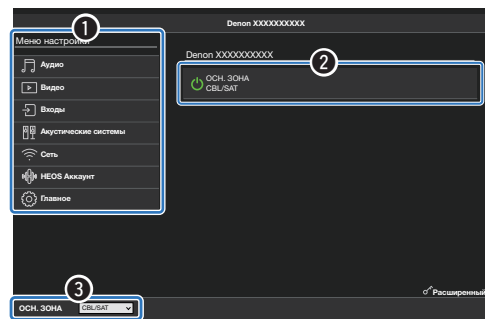 Denon XXXXXXXXXX
1
Меню настройки
Аудио
Видео
Входы
Акустические системы
Сеть
HEOS Аккаунт
Главное
Denon XXXXXXXXXX
2
ОСН. ЗОНА
CBL/SAT
Расширенный
3
ОСН. ЗОНА CBL/SAT